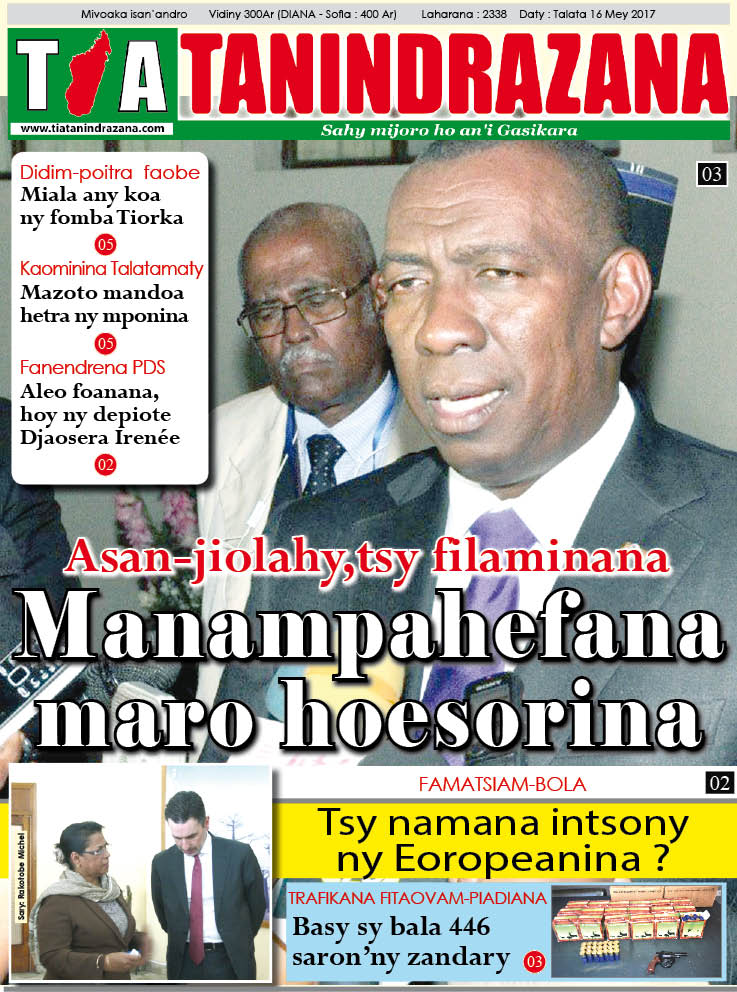 Mivoaka isan'andro Vidiny 300Ar (DIANA - Sofia : 400 Ar) Laharana : 2338 Daty : Talata 16 Mey 2017
TIA TANINDRAZANA
www.tiatanindrazana.com
Sahy mijoro ho an'i Gasikara
03
Didim-poitra faobe
Miala any koa
ny fomba Tiorka
05
Kaominina Talatamaty
Mazoto mandoa
hetra ny mponina
05
Fanendrena PDS
Aleo foanana,
hoy ny depiote
Djaosera Irenée
02
Asan-jiolahy,tsy filaminana
Manampahefana
maro hoesorina
Sary: Rakotobe Michel
FAMATSIAM-BOLA
02
Tsy namana intsony
ny Eoropeanina ?
TRAFIKANA FITAOVAM-PIADIANA
Basy sy bala 446
saron'ny zandary
03